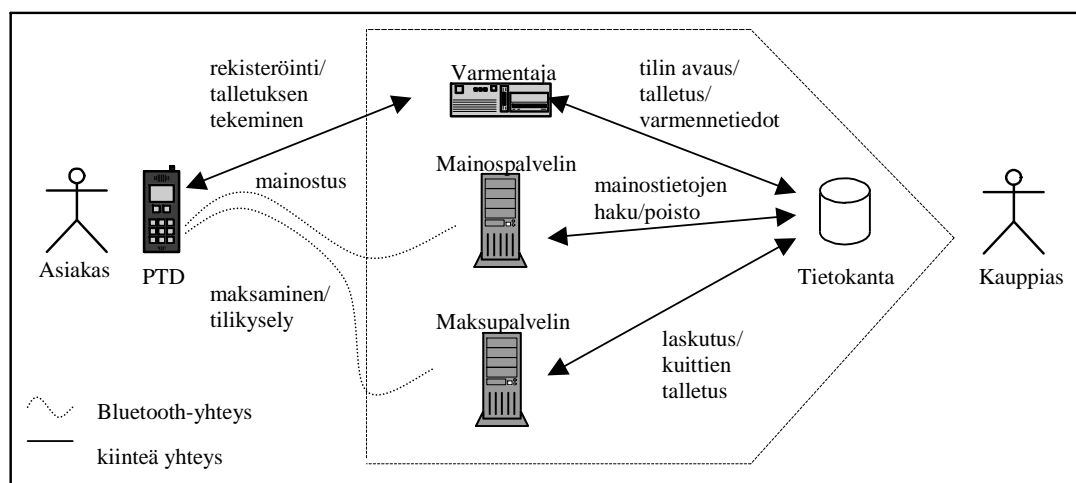 rekisteröinti/
talletuksen
tekeminen
Varmentaja
tilin avaus/
talletus/
varmennetiedot
mainostus
Mainospalvelin
mainostietojen
haku/poisto
Asiakas
PTD
Tietokanta
Kauppias
maksaminen/
tilikysely
Maksupalvelin
laskutus/
kuittien
talletus
Bluetooth-yhteys
kiinteä yhteys